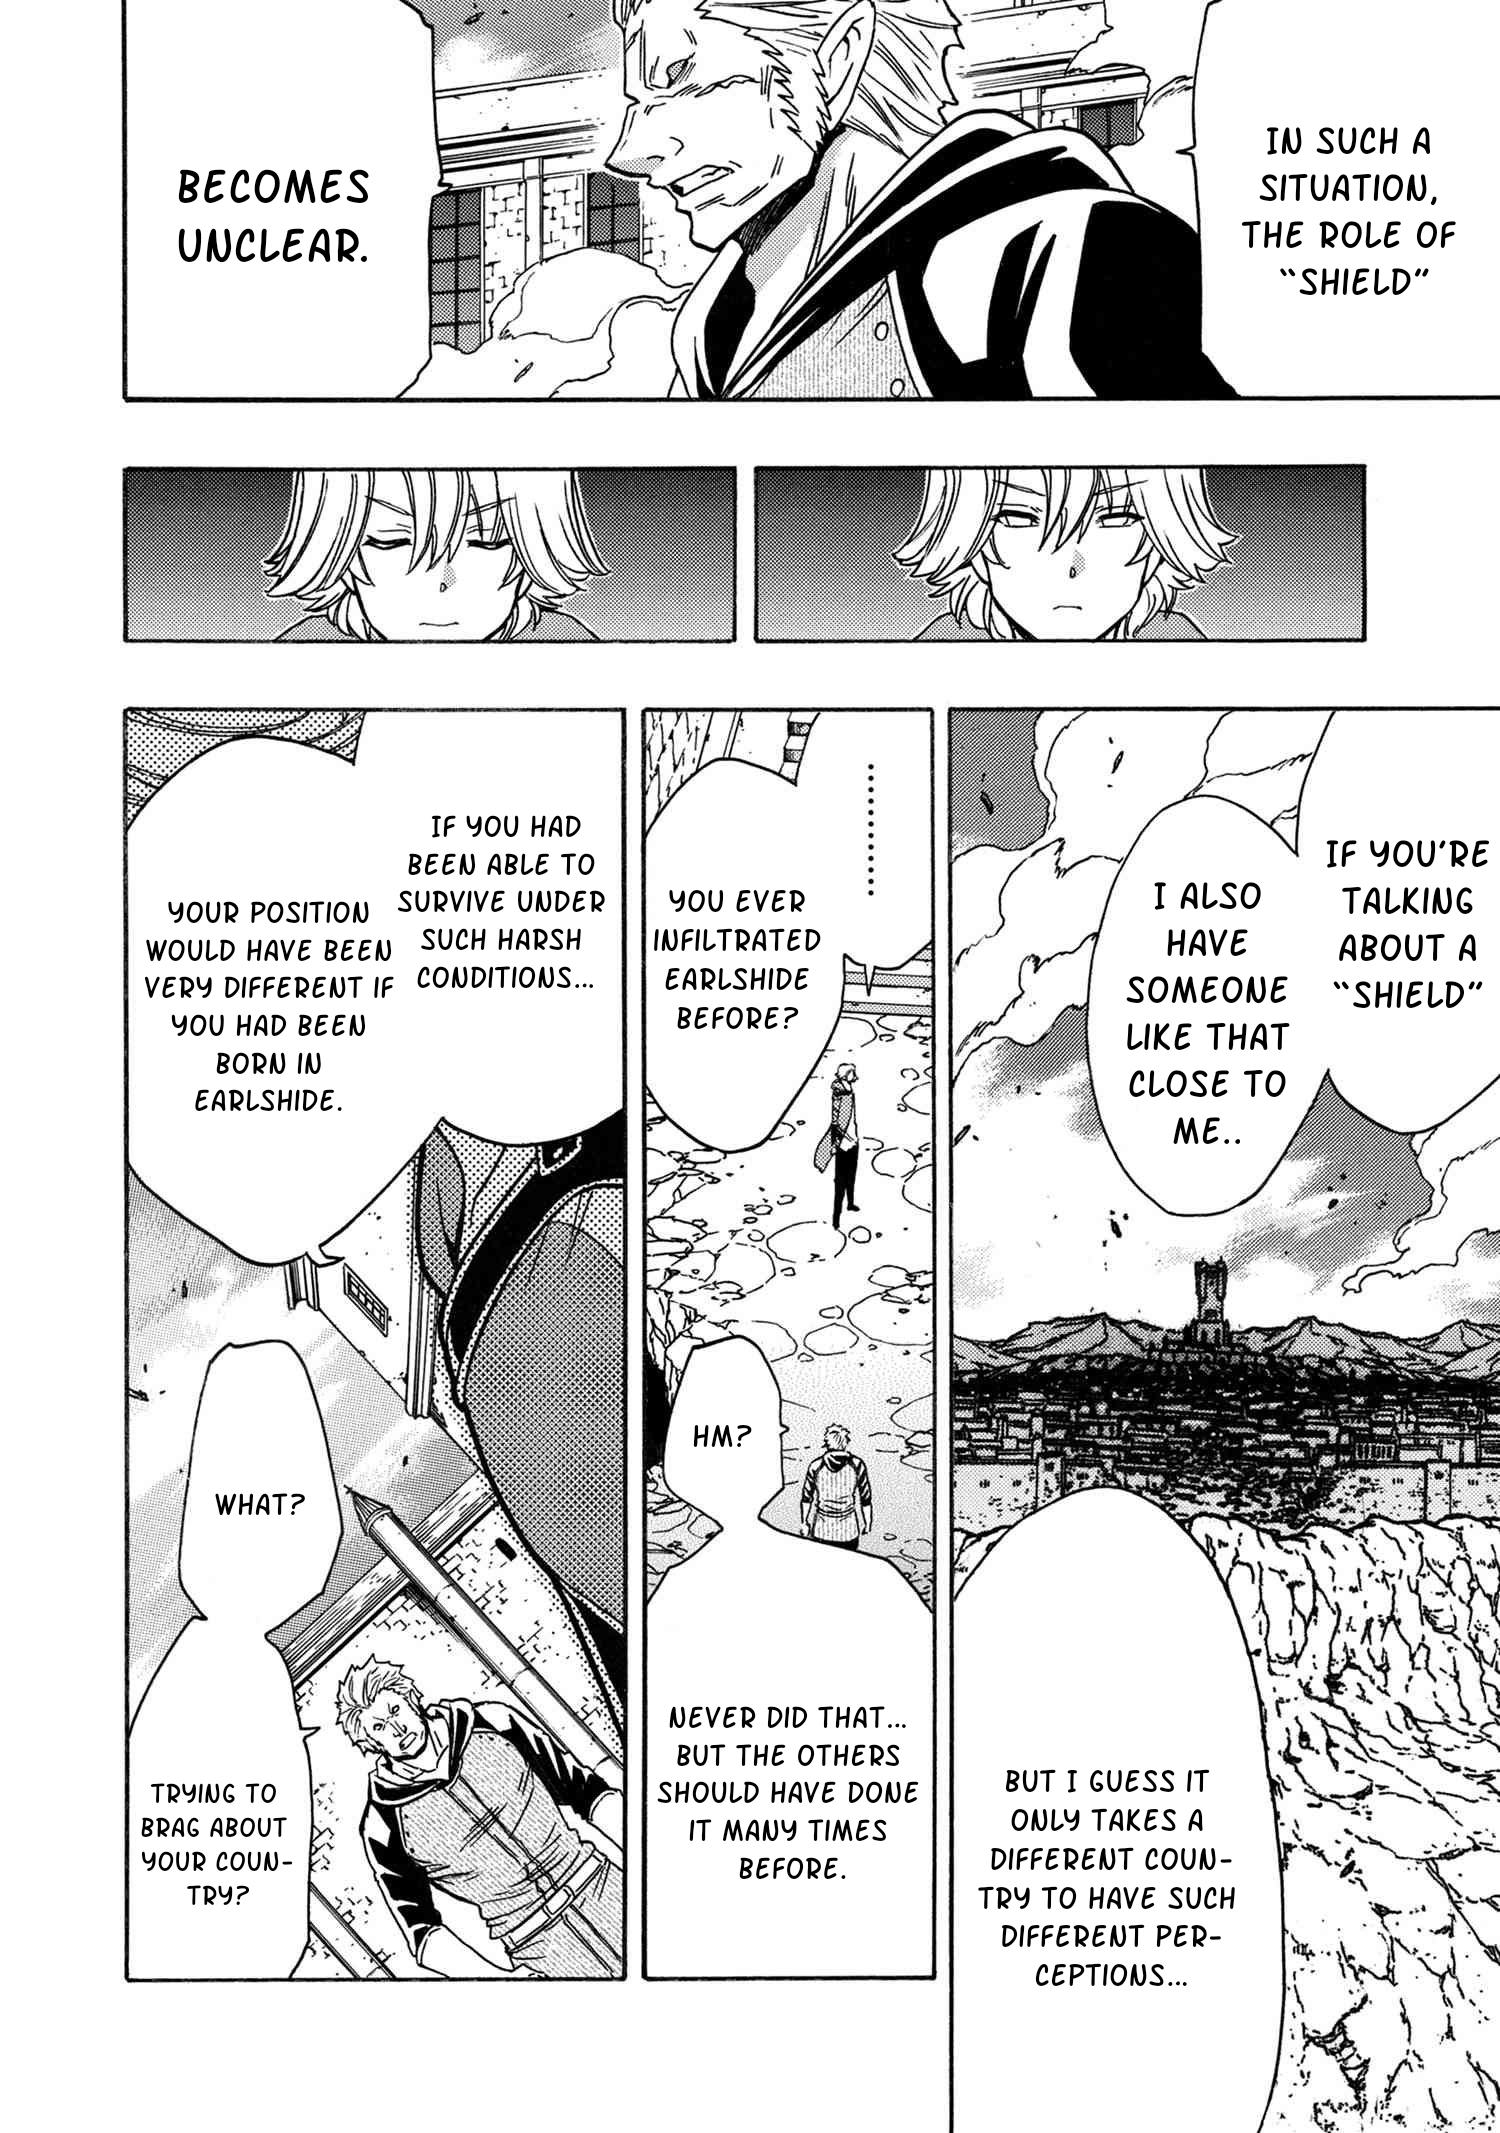 IN SUCH A
SITUATION,
THE ROLE OF
"SHIELD"
BECOMES
UNCLEAR.
IF YOU'RE
TALKING
ABOUT A
"SHIELD"
I ALSO
HAVE
SOMEONE
LIKE THAT
CLOSE TO
ME..
BUT I GUESS IT
ONLY TAKES A
DIFFERENT COUN-
TRY TO HAVE SUCH
DIFFERENT PER-
CEPTIONS...
..........
YOU EVER
INFILTRATED
EARLSHIDE
BEFORE?
HM?
NEVER DID THAT...
BUT THE OTHERS
SHOULD HAVE DONE
IT MANY TIMES
BEFORE.
IF YOU HAD
BEEN ABLE TO
SURVIVE UNDER
SUCH HARSH
CONDITIONS...
YOUR POSITION
WOULD HAVE BEEN
VERY DIFFERENT IF
YOU HAD BEEN
BORN IN
EARLSHIDE.
WHAT?
TRYING TO
BRAG ABOUT
YOUR COUN-
TRY?